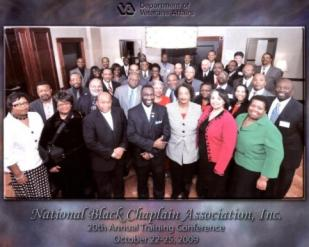 Department of
Veterans Affairs
National Black Chaplain Association, Inc.
20th Annual Training Conference
October 22-25, 2009